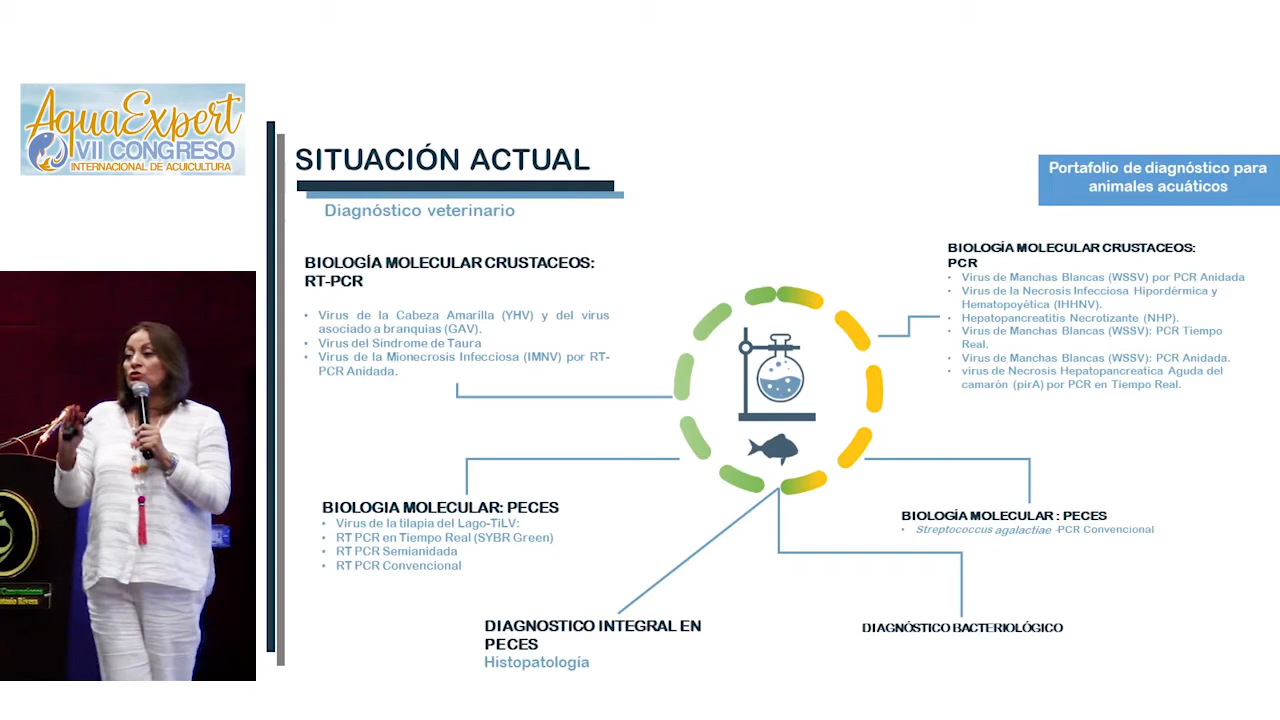 AquaExpert
VII CONGRESO
INTERNACIONAL DE ACUICULTURA
SITUACIÓN ACTUAL
Diagnóstico veterinario
Portafolio de diagnóstico para
animales acuáticos
BIOLOGÍA MOLECULAR CRUSTACEOS:
RT-PCR
• Virus de la Cabeza Amarilla (YHV) y del virus
asociado a branquias (GAV).
• Virus del Síndrome de Taura
• Virus de la Mionecrosis Infecciosa (IMNV) por RT-
PCR Anidada.
BIOLOGÍA MOLECULAR CRUSTACEOS:
PCR
• Virus de Manchas Blancas (WSSV) por PCR Anidada
• Virus de la Necrosis Infecciosa Hipordérmica y
Hematopoyética (IHHNV).
• Hepatopancreatitis Necrotizante (NHP).
• Virus de Manchas Blancas (WSSV): PCR Tiempo
Real.
• Virus de Manchas Blancas (WSSV): PCR Anidada.
• virus de Necrosis Hepatopancreatica Aguda del
camarón (pirA) por PCR en Tiempo Real.
BIOLOGIA MOLECULAR: PECES
• Virus de la tilapia del Lago-TiLV:
• RT PCR en Tiempo Real (SYBR Green)
• RT PCR Semianidada
• RT PCR Convencional
BIOLOGÍA MOLECULAR : PECES
• Streptococcus agalactiae -PCR Convencional
DIAGNOSTICO INTEGRAL EN
PECES
Histopatología
DIAGNÓSTICO BACTERIOLÓGICO